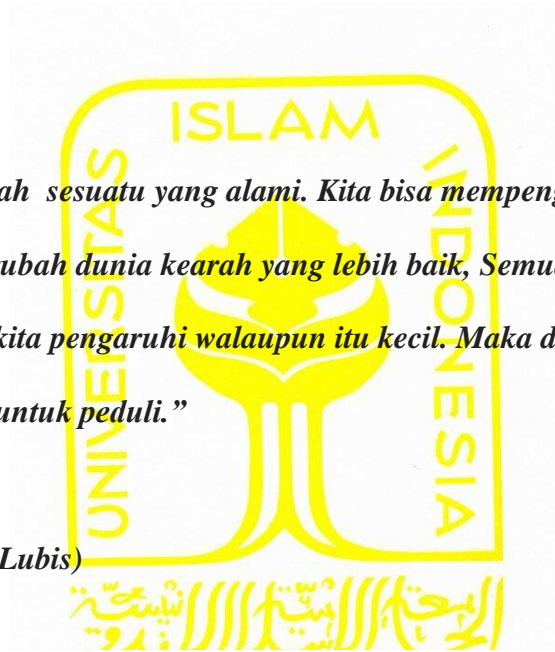 ISLAM
UNIVERSITAS
INDONESIA
ah sesuatu yang alami. Kita bisa mempeng
ubah dunia kearah yang lebih baik, Semu
kita pengaruhi walaupun itu kecil. Maka d
untuk peduli.”
Lubis)